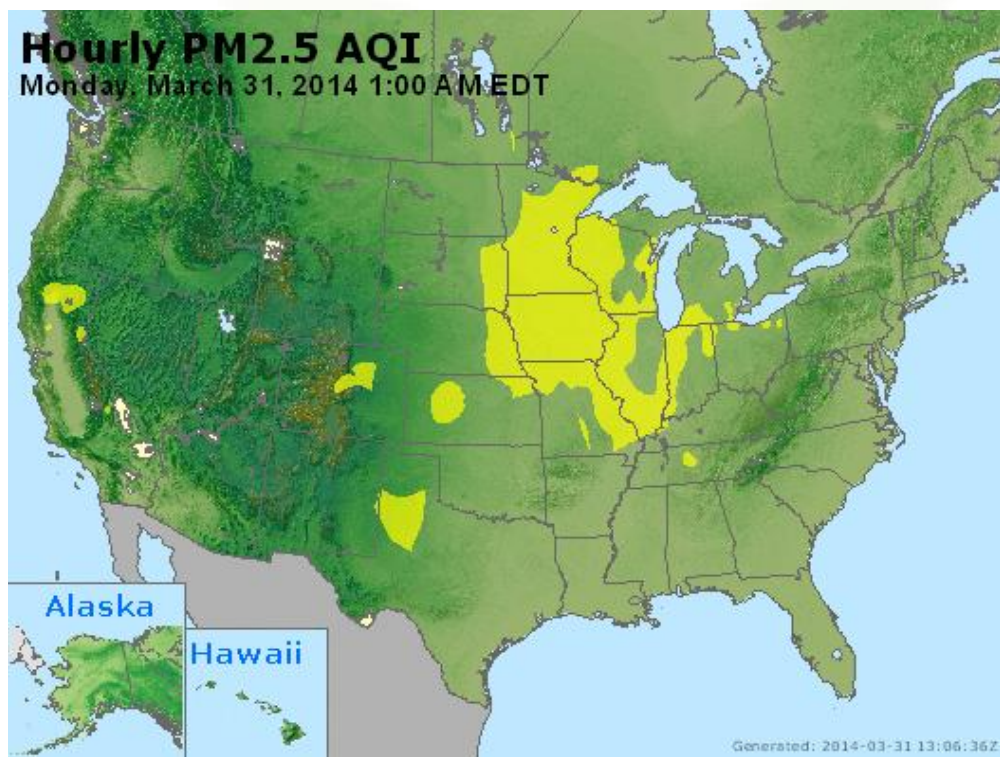 Hourly PM2.5 AQI
Monday, March 31, 2014 1:00 AM EDT
Alaska
Hawaii
Generated: 2014-03-31 13:06:36Z